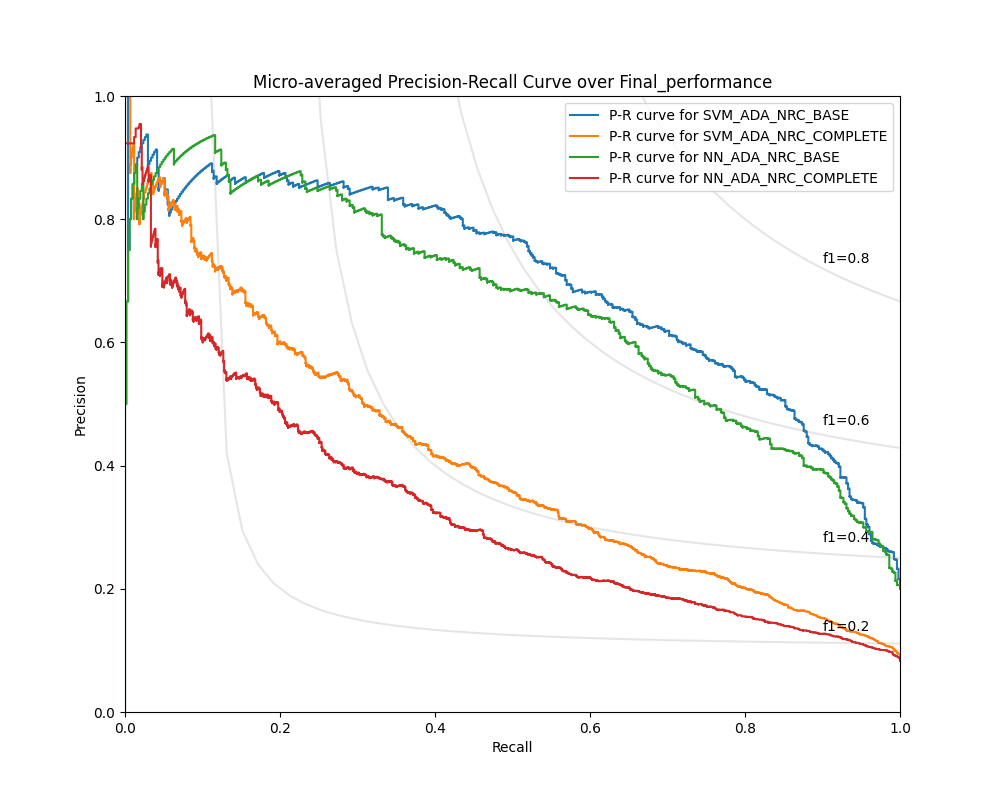 Micro-averaged Precision-Recall Curve over Final_performance
P-R curve for SVM_ADA_NRC_BASE
P-R curve for SVM_ADA_NRC_COMPLETE
P-R curve for NN_ADA_NRC_BASE
P-R curve for NN_ADA_NRC_COMPLETE
f1=0.8
f1=0.6
f1=0.4
f1=0.2
Precision
1.0
0.8
0.6
0.4
0.2
0.0
0.0 0.2 0.4 0.6 0.8 1.0
Recall